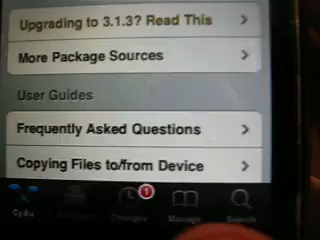 Upgrading to 3.1.3? Read This
More Package Sources
User Guides
Frequently Asked Questions
Copying Files to/from Device
1
Cydia
Changes
Manage
Search